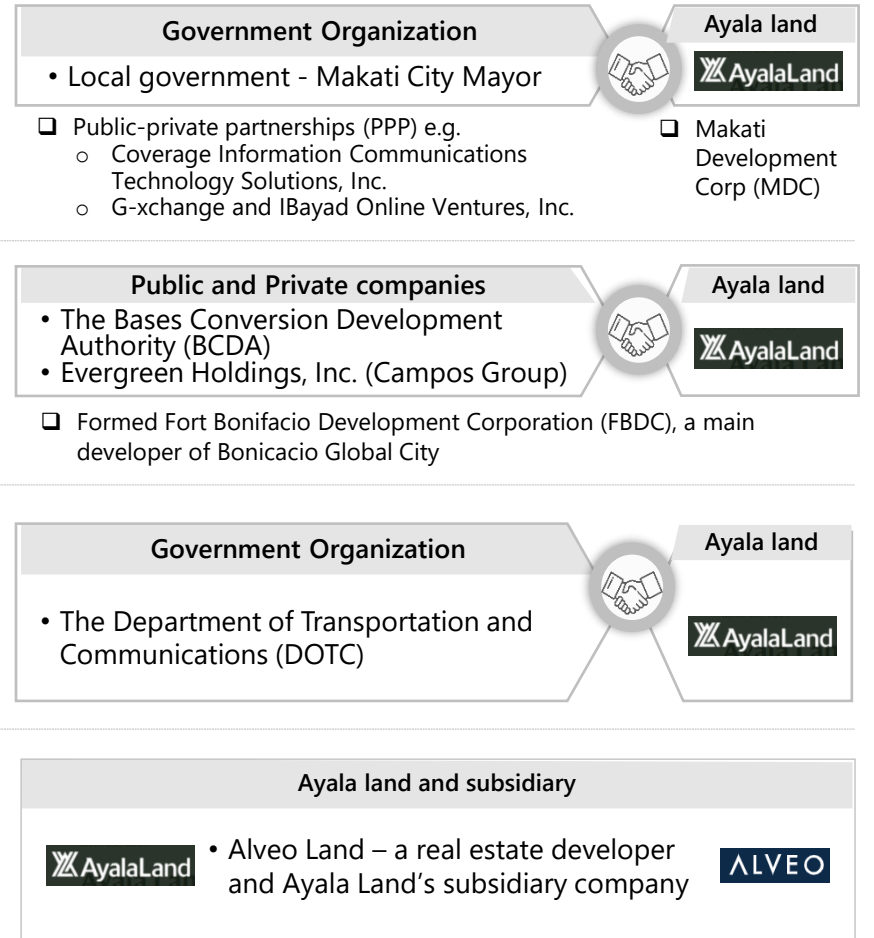 Government Organization
Ayala land
• Local government - Makati City Mayor
AyalaLand
❑ Public-private partnerships (PPP) e.g.
o Coverage Information Communications
Technology Solutions, Inc.
o G-xchange and IBayad Online Ventures, Inc.
❑ Makati
Development
Corp (MDC)
Public and Private companies
Ayala land
• The Bases Conversion Development
Authority (BCDA)
• Evergreen Holdings, Inc. (Campos Group)
AyalaLand
❑ Formed Fort Bonifacio Development Corporation (FBDC), a main
developer of Bonicacio Global City
Government Organization
Ayala land
• The Department of Transportation and
Communications (DOTC)
AyalaLand
Ayala land and subsidiary
AyalaLand
• Alveo Land – a real estate developer
and Ayala Land's subsidiary company
ALVEO